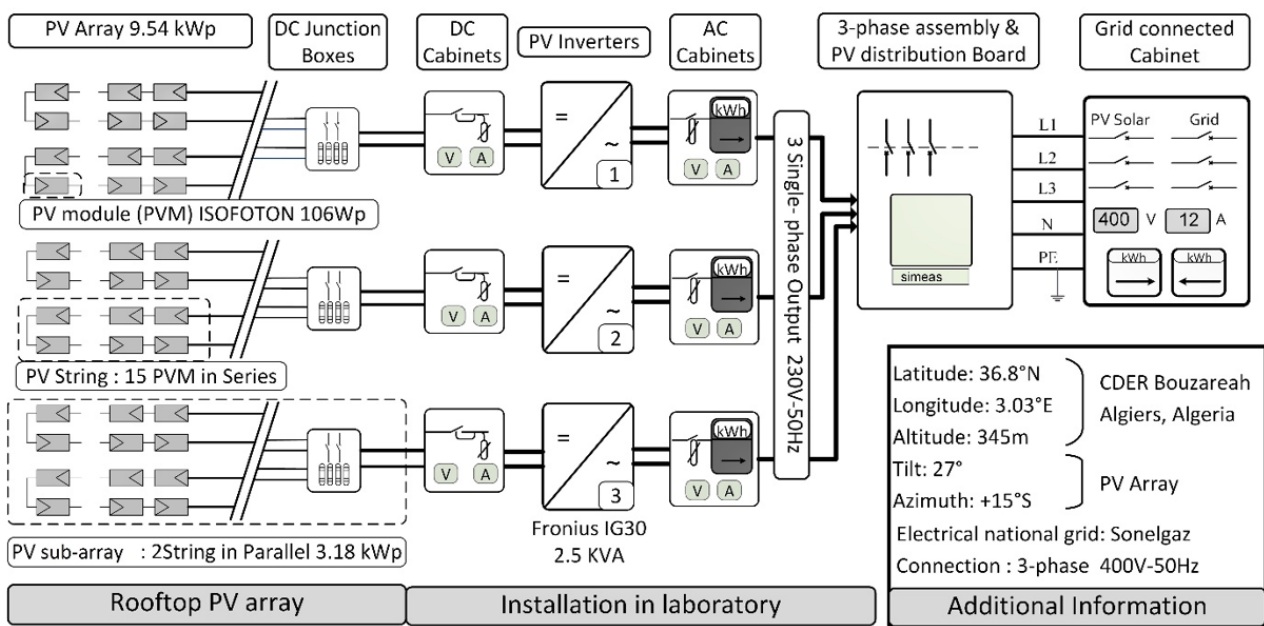 PV Array 9.54 kWp
DC Junction
Boxes
DC
Cabinets
PV Inverters
AC
Cabinets
3-phase assembly &
PV distribution Board
Grid connected
Cabinet
=
~
1
V A
kWh
V A
PV module (PVM) ISOFOTON 106Wp
=
~
2
V A
kWh
V A
PV String : 15 PVM in Series
=
~
3
V A
kWh
V A
Fronius IG30
2.5 KVA
PV sub-array : 2String in Parallel 3.18 kWp
3 Single- phase Output 230V-50Hz
simeas
L1
L2
L3
N
PE
PV Solar Grid
400 V 12 A
kWh kWh
Latitude: 36.8°N
Longitude: 3.03°E
Altitude: 345m
CDER Bouzareah
Algiers, Algeria
Tilt: 27°
Azimuth: +15°S
PV Array
Electrical national grid: Sonelgaz
Connection : 3-phase 400V-50Hz
Rooftop PV array
Installation in laboratory
Additional Information